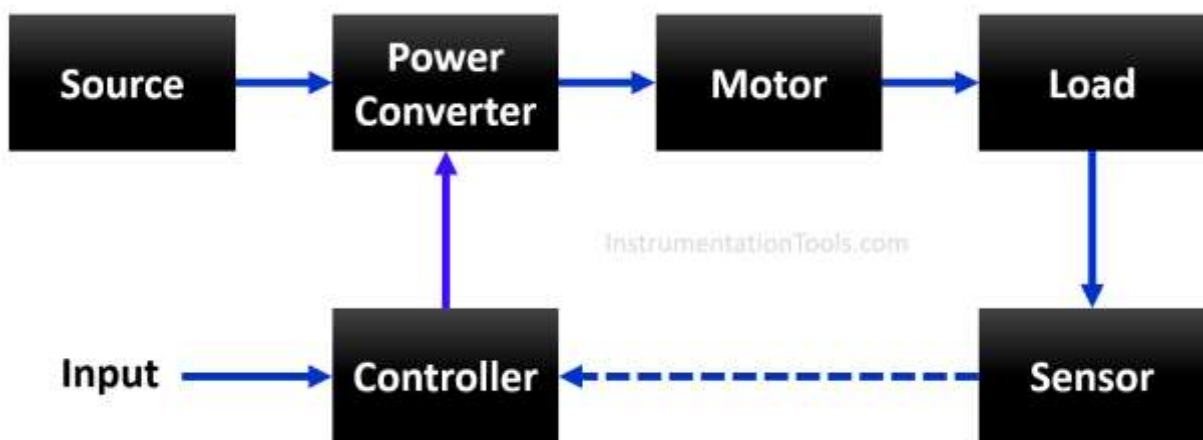 Source
Power
Converter
Motor
Load
InstrumentationTools.com
Input
Controller
Sensor